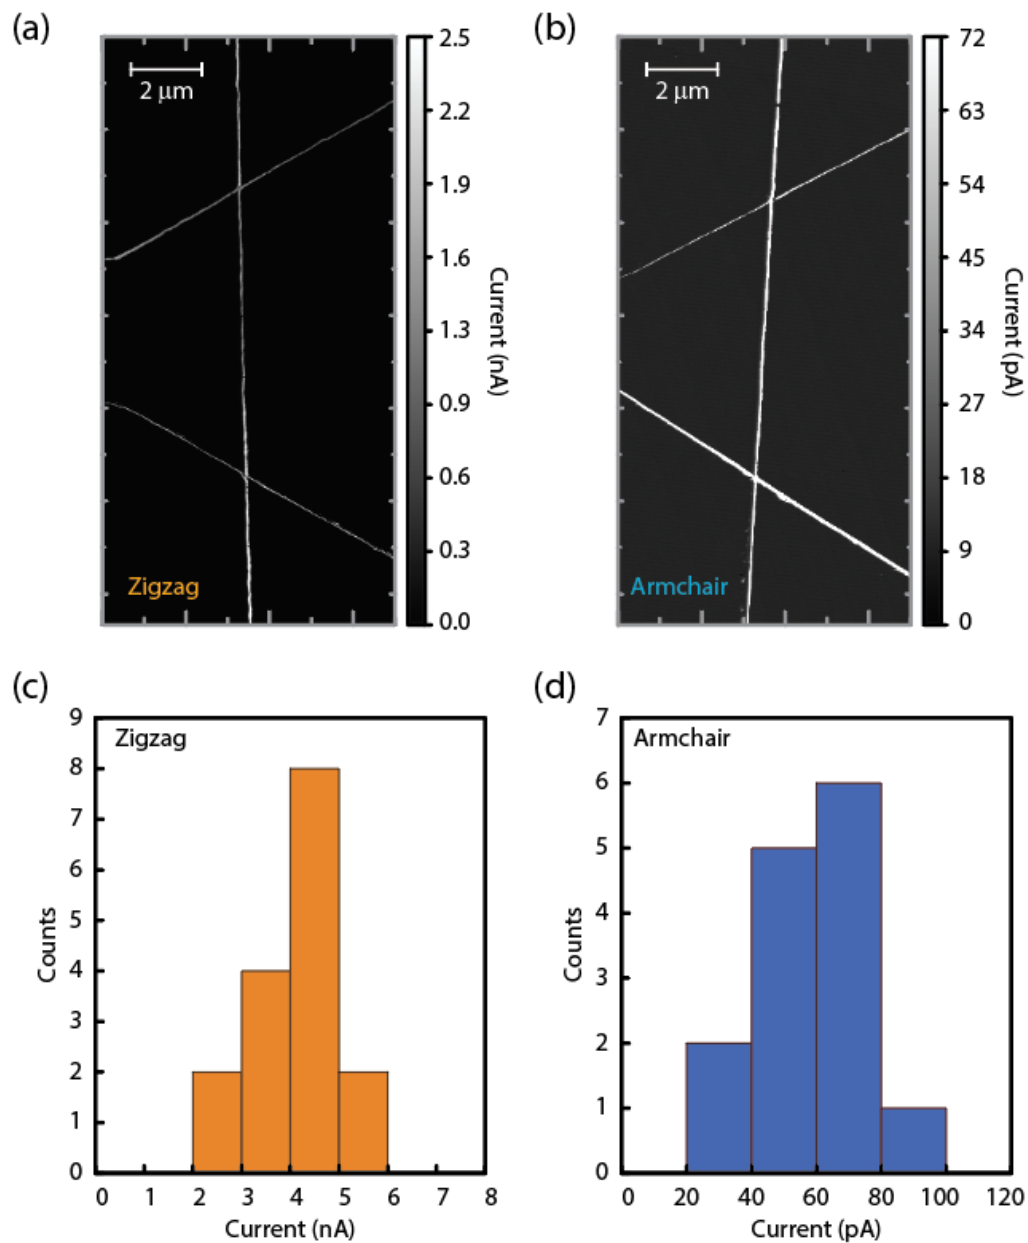 (a)
2 μm
Zigzag
2.5
2.2
1.9
1.6
1.3
0.9
0.6
0.3
0.0
Current (nA)
(b)
2 μm
Armchair
72
63
54
45
34
27
18
9
0
Current (pA)
(c)
Zigzag
9
8
7
6
5
4
3
2
1
0
Counts
0 1 2 3 4 5 6 7 8
Current (nA)
(d)
Armchair
7
6
5
4
3
2
1
0
Counts
0 20 40 60 80 100 120
Current (pA)